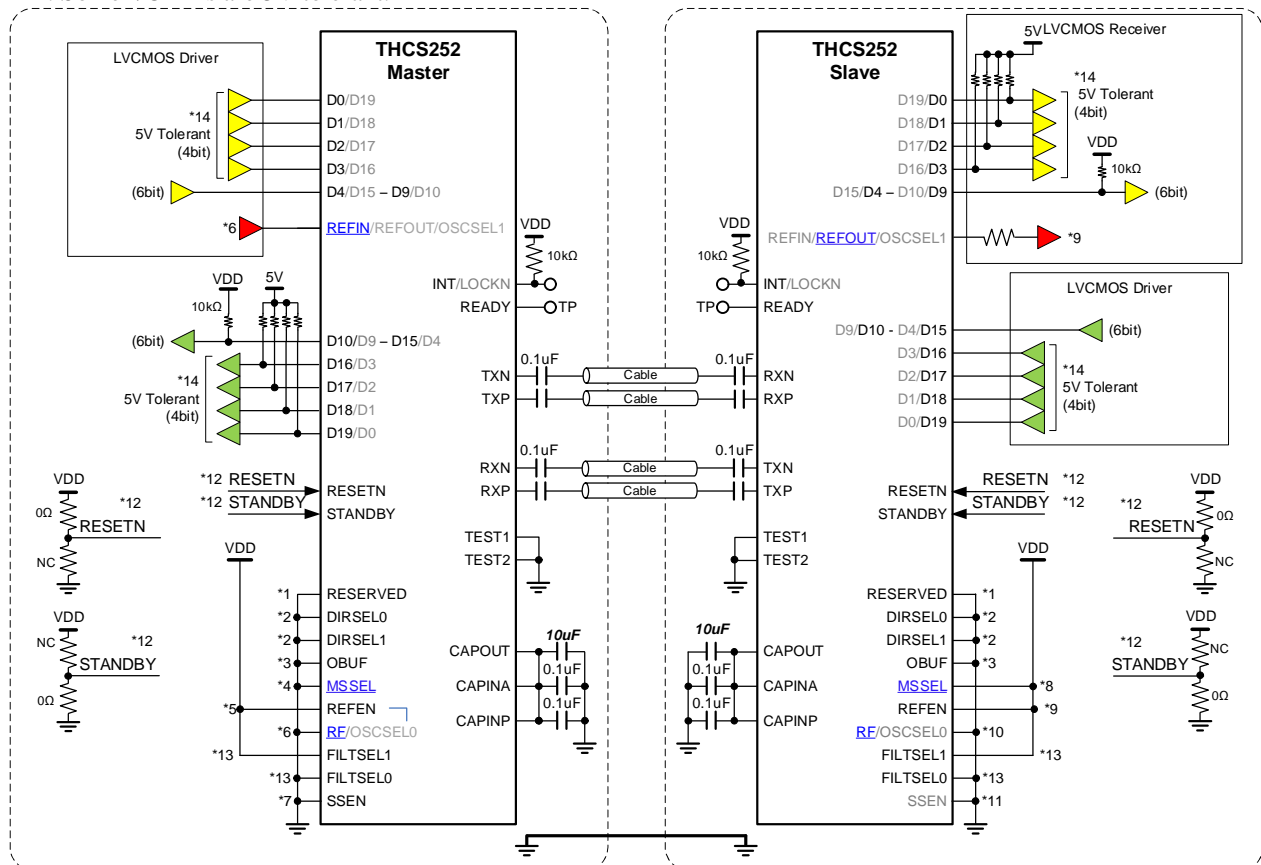 LVCMOS Driver
*14
5V Tolerant
(4bit)
(6bit)
*6
THCS252
Master
D0/D19
D1/D18
D2/D17
D3/D16
D4/D15 – D9/D10
REFIN/REFOUT/OSCSEL1
VDD
10kΩ
INT/LOCKN
READY
TP
VDD
10kΩ
5V
(6bit)
*14
5V Tolerant
(4bit)
D10/D9 – D15/D4
D16/D3
D17/D2
D18/D1
D19/D0
TXN
TXP
RXN
RXP
0.1uF
0.1uF
Cable
Cable
Cable
Cable
0.1uF
0.1uF
*12 RESETN
*12 STANDBY
RESETN
STANDBY
VDD
0Ω
*12
RESETN
NC
VDD
NC
*12
STANDBY
0Ω
VDD
TEST1
TEST2
*1 RESERVED
*2 DIRSEL0
*2 DIRSEL1
*3 OBUF
*4 MSSEL
*5 REFEN
*6 RF/OSCSEL0
*13 FILTSEL1
*13 FILTSEL0
*7 SSEN
CAPOUT
CAPINA
CAPINP
10uF
0.1uF
0.1uF
THCS252
Slave
LVCMOS Receiver
5V
D19/D0
D18/D1
D17/D2
D16/D3
D15/D4 – D10/D9
REFIN/REFOUT/OSCSEL1
*14
5V Tolerant
(4bit)
VDD
10kΩ
(6bit)
*9
VDD
10kΩ
INT/LOCKN
TP
READY
LVCMOS Driver
D9/D10 - D4/D15
D3/D16
D2/D17
D1/D18
D0/D19
(6bit)
*14
5V Tolerant
(4bit)
RXN
RXP
TXN
TXP
RESETN
STANDBY
RESETN *12
STANDBY *12
VDD
*12
0Ω
RESETN
NC
VDD
*12
NC
STANDBY
0Ω
VDD
TEST1
TEST2
RESERVED *1
DIRSEL0 *2
DIRSEL1 *2
OBUF *3
MSSEL *8
REFEN *9
RF/OSCSEL0 *10
FILTSEL1 *13
FILTSEL0 *13
SSEN *11
10uF
0.1uF
0.1uF
CAPOUT
CAPINA
CAPINP